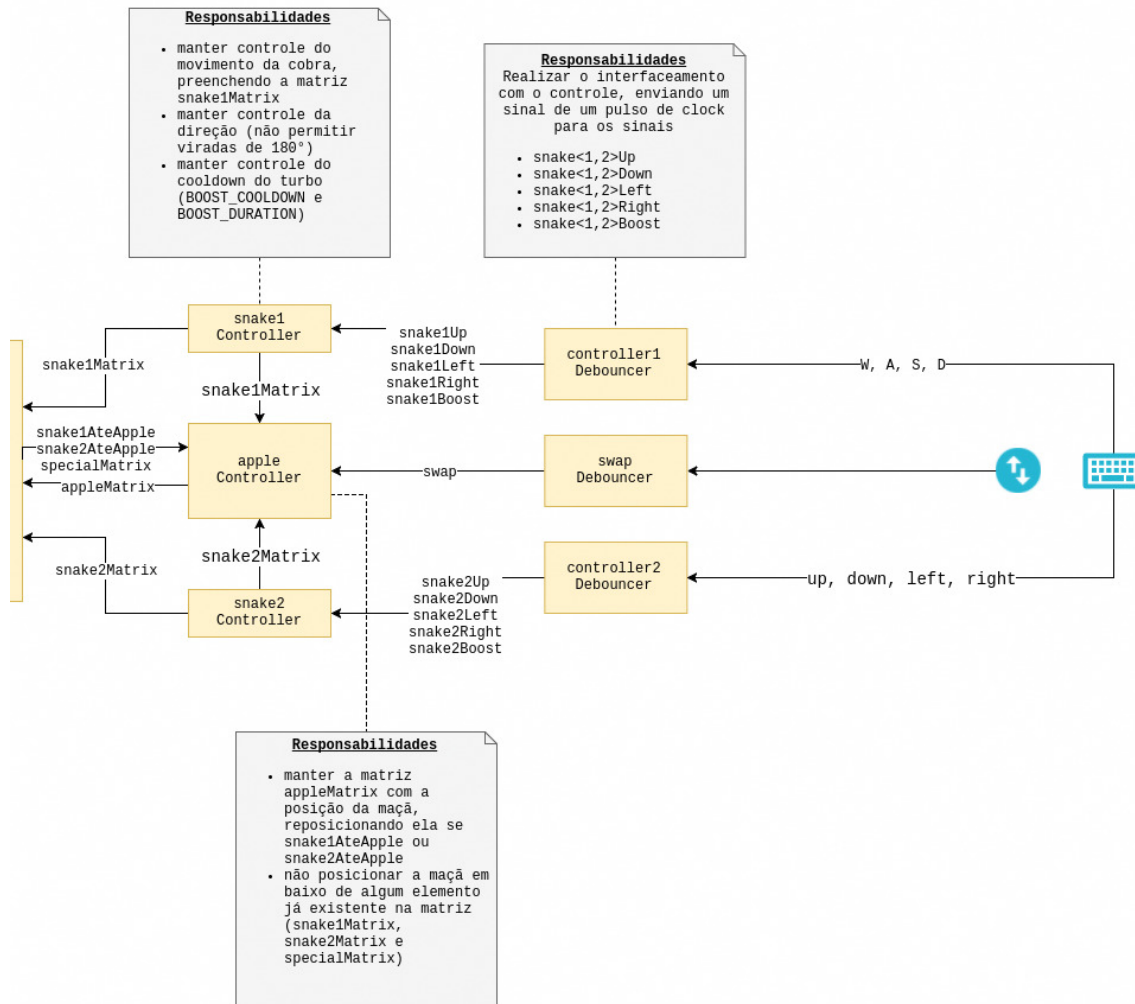 Responsabilidades
• manter controle do
movimento da cobra,
preenchendo a matriz
snake1Matrix
• manter controle da
direção (não permitir
viradas de 180°)
• manter controle do
cooldown do turbo
(BOOST_COOLDOWN e
BOOST_DURATION)
Responsabilidades
Realizar o interfaceamento
com o controle, enviando um
sinal de um pulso de clock
para os sinais
• snake<1,2>Up
• snake<1,2>Down
• snake<1,2>Left
• snake<1,2>Right
• snake<1,2>Boost
snake1
Controller
snake1Up
snake1Down
snake1Left
snake1Right
snake1Boost
controller1
Debouncer
W, A, S, D
snake1Matrix
snake1Matrix
snake1AteApple
snake2AteApple
specialMatrix
appleMatrix
apple
Controller
swap
swap
Debouncer
snake2Matrix
snake2Matrix
snake2
Controller
snake2Up
snake2Down
snake2Left
snake2Right
snake2Boost
controller2
Debouncer
up, down, left, right
Responsabilidades
• manter a matriz
appleMatrix com a
posição da maçã,
reposicionando ela se
snake1AteApple ou
snake2AteApple
• não posicionar a maçã em
baixo de algum elemento
já existente na matriz
(snake1Matrix,
snake2Matrix e
specialMatrix)